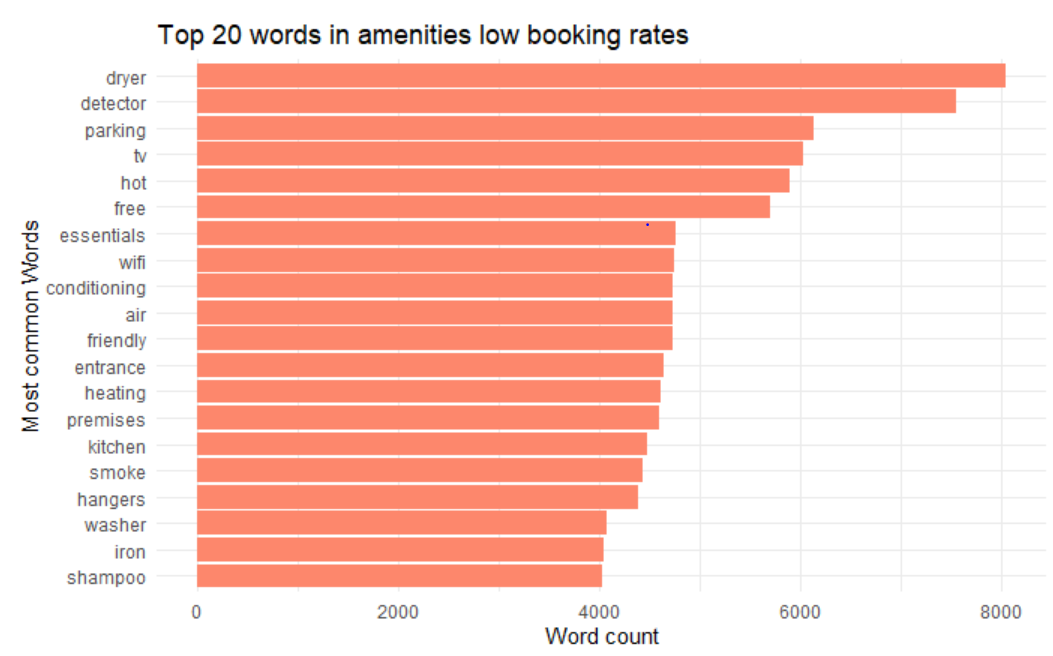 Top 20 words in amenities low booking rates
Most common Words
dryer
detector
parking
tv
hot
free
essentials
wifi
conditioning
air
friendly
entrance
heating
premises
kitchen
smoke
hangers
washer
iron
shampoo
0 2000 4000 6000 8000
Word count